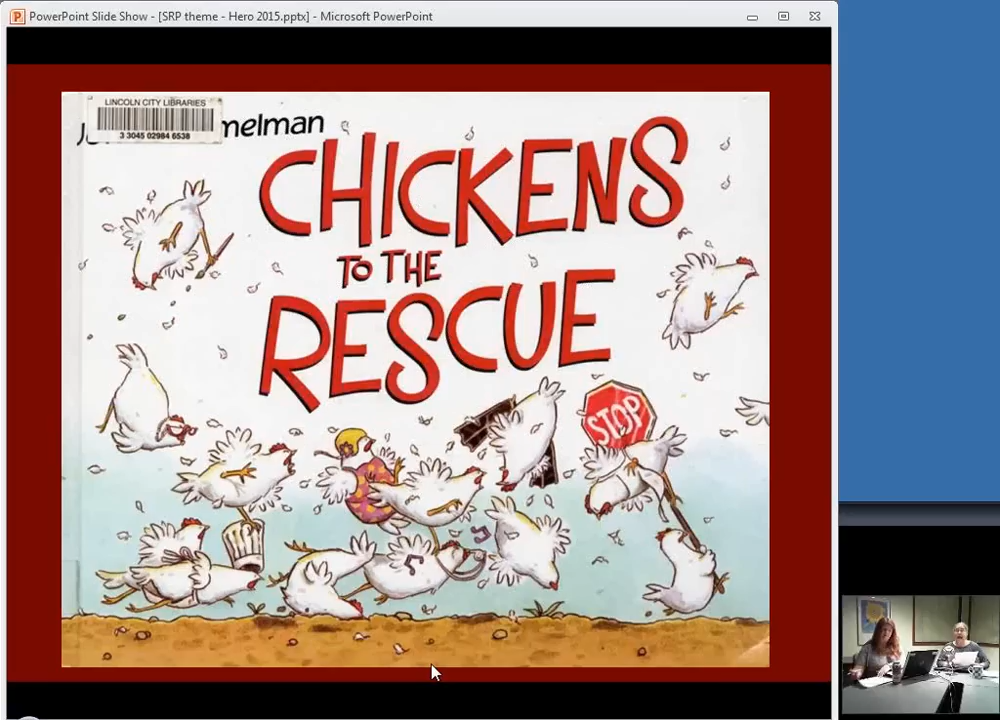 PowerPoint Slide Show - [SRP theme - Hero 2015.pptx] - Microsoft PowerPoint
LINCOLN CITY LIBRARIES
3 3045 02984 6538
melman
CHICKENS
TO THE
RESCUE
STOP